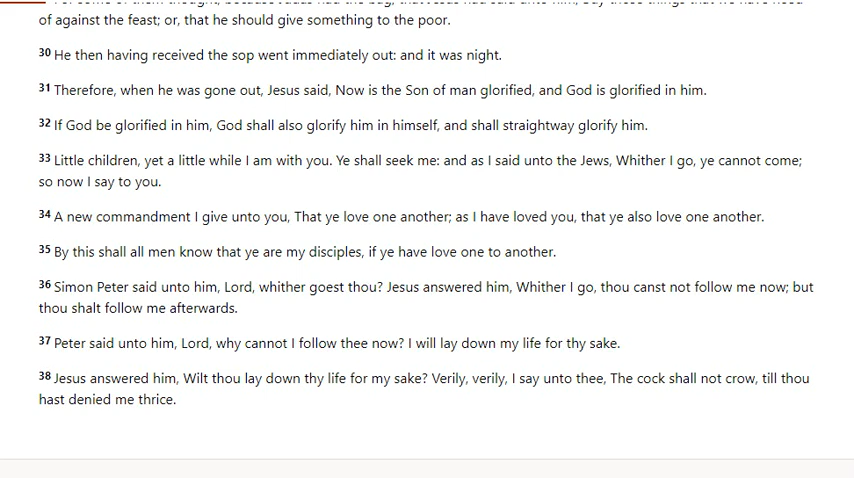 of against the feast; or, that he should give something to the poor.
30 He then having received the sop went immediately out: and it was night.
31 Therefore, when he was gone out, Jesus said, Now is the Son of man glorified, and God is glorified in him.
32 If God be glorified in him, God shall also glorify him in himself, and shall straightway glorify him.
33 Little children, yet a little while I am with you. Ye shall seek me: and as I said unto the Jews, Whither I go, ye cannot come;
so now I say to you.
34 A new commandment I give unto you, That ye love one another; as I have loved you, that ye also love one another.
35 By this shall all men know that ye are my disciples, if ye have love one to another.
36 Simon Peter said unto him, Lord, whither goest thou? Jesus answered him, Whither I go, thou canst not follow me now; but
thou shalt follow me afterwards.
37 Peter said unto him, Lord, why cannot I follow thee now? I will lay down my life for thy sake.
38 Jesus answered him, Wilt thou lay down thy life for my sake? Verily, verily, I say unto thee, The cock shall not crow, till thou
hast denied me thrice.